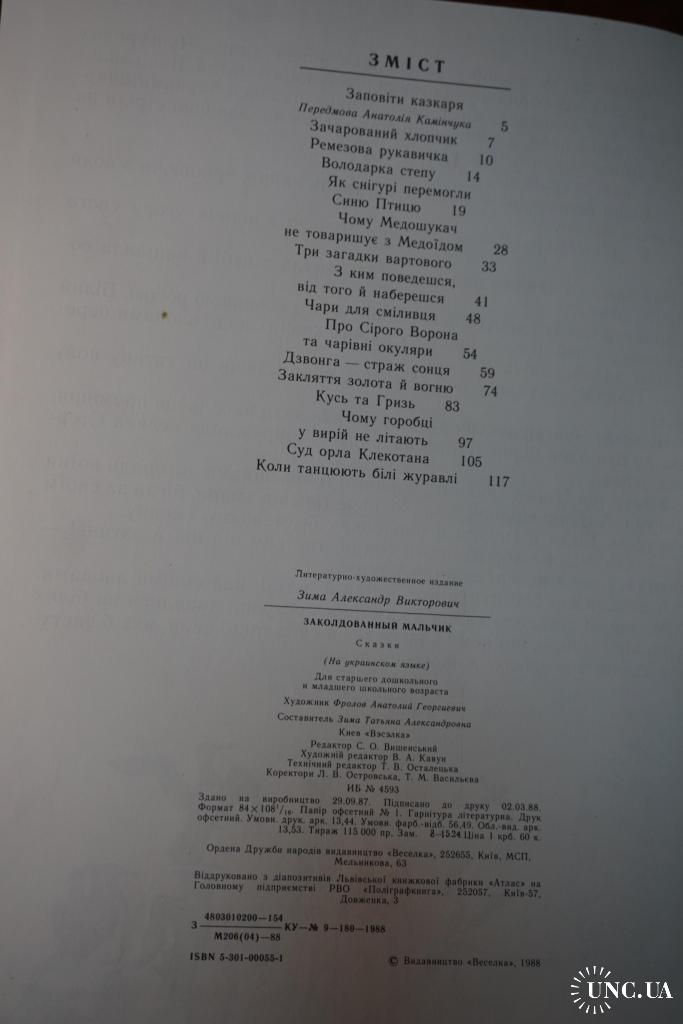 ЗМІСТ
Заповіти казкаря
Передмова Анатолія Камінчука 5
Зачарований хлопчик 7
Ремезова рукавичка 10
Володарка степу 14
Як снігурі перемогли
Синю Птицю 19
Чому Медошукач
не товаришує з Медоїдом 28
Три загадки вартового 33
З ким поведешся,
від того й наберешся 41
Чари для сміливця 48
Про Сірого Ворона
та чарівні окуляри 54
Дзвонга — страж сонця 59
Закляття золота й вогню 74
Кусь та Гризь 83
Чому горобці
у вирій не літають 97
Суд орла Клекотана 105
Коли танцюють білі журавлі 117
Литературно-художественное издание
Зима Александр Викторович
ЗАКОЛДОВАННЫЙ МАЛЬЧИК
Сказки
(На украинском языке)
Для старшего дошкольного
и младшего школьного возраста
Художник Фролов Анатолий Георгиевич
Составитель Зима Татьяна Александровна
Киев «Вэсэлка»
Редактор С. О. Вишенський
Художній редактор В. А. Кавун
Технічний редактор Т. В. Осталецька
Коректори Л. В. Островська, Т. М. Васильєва
ИБ № 4593
Здано на виробництво 29.09.87. Підписано до друку 02.03.88.
Формат 84×108¹/₁₆. Папір офсетний № 1. Гарнітура літературна. Друк
офсетний. Умовн. друк. арк. 13,44. Умовн. фарб.-відб. 56,49. Обл.-вид. арк.
13,53. Тираж 115 000 пр. Зам. 8-1524 Ціна 1 крб. 60 к.
Ордена Дружби народів видавництво «Веселка», 252655, Київ, МСП,
Мельникова, 63
Віддруковано з діапозитивів Львівської книжкової фабрики «Атлас» на
Головному підприємстві РВО «Поліграфкнига», 252057, Київ-57,
Довженка, 3
З 4803010200—154
М206(04)—88 КУ—№ 9—180—1988
ISBN 5-301-00055-1
© Видавництво «Веселка», 1988
UNC.UA